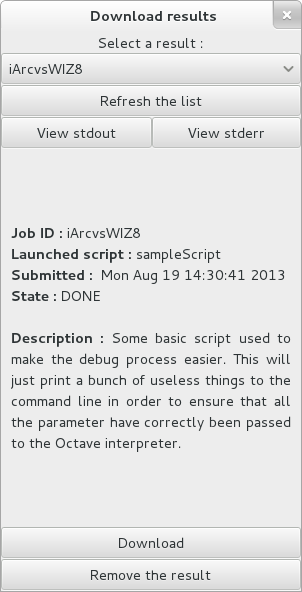 Download results
Select a result :
iArcvsWIZ8
Refresh the list
View stdout View stderr
Job ID : iArcvsWIZ8
Launched script : sampleScript
Submitted : Mon Aug 19 14:30:41 2013
State : DONE
Description : Some basic script used to
make the debug process easier. This will
just print a bunch of useless things to the
command line in order to ensure that all
the parameter have correctly been passed
to the Octave interpreter.
Download
Remove the result